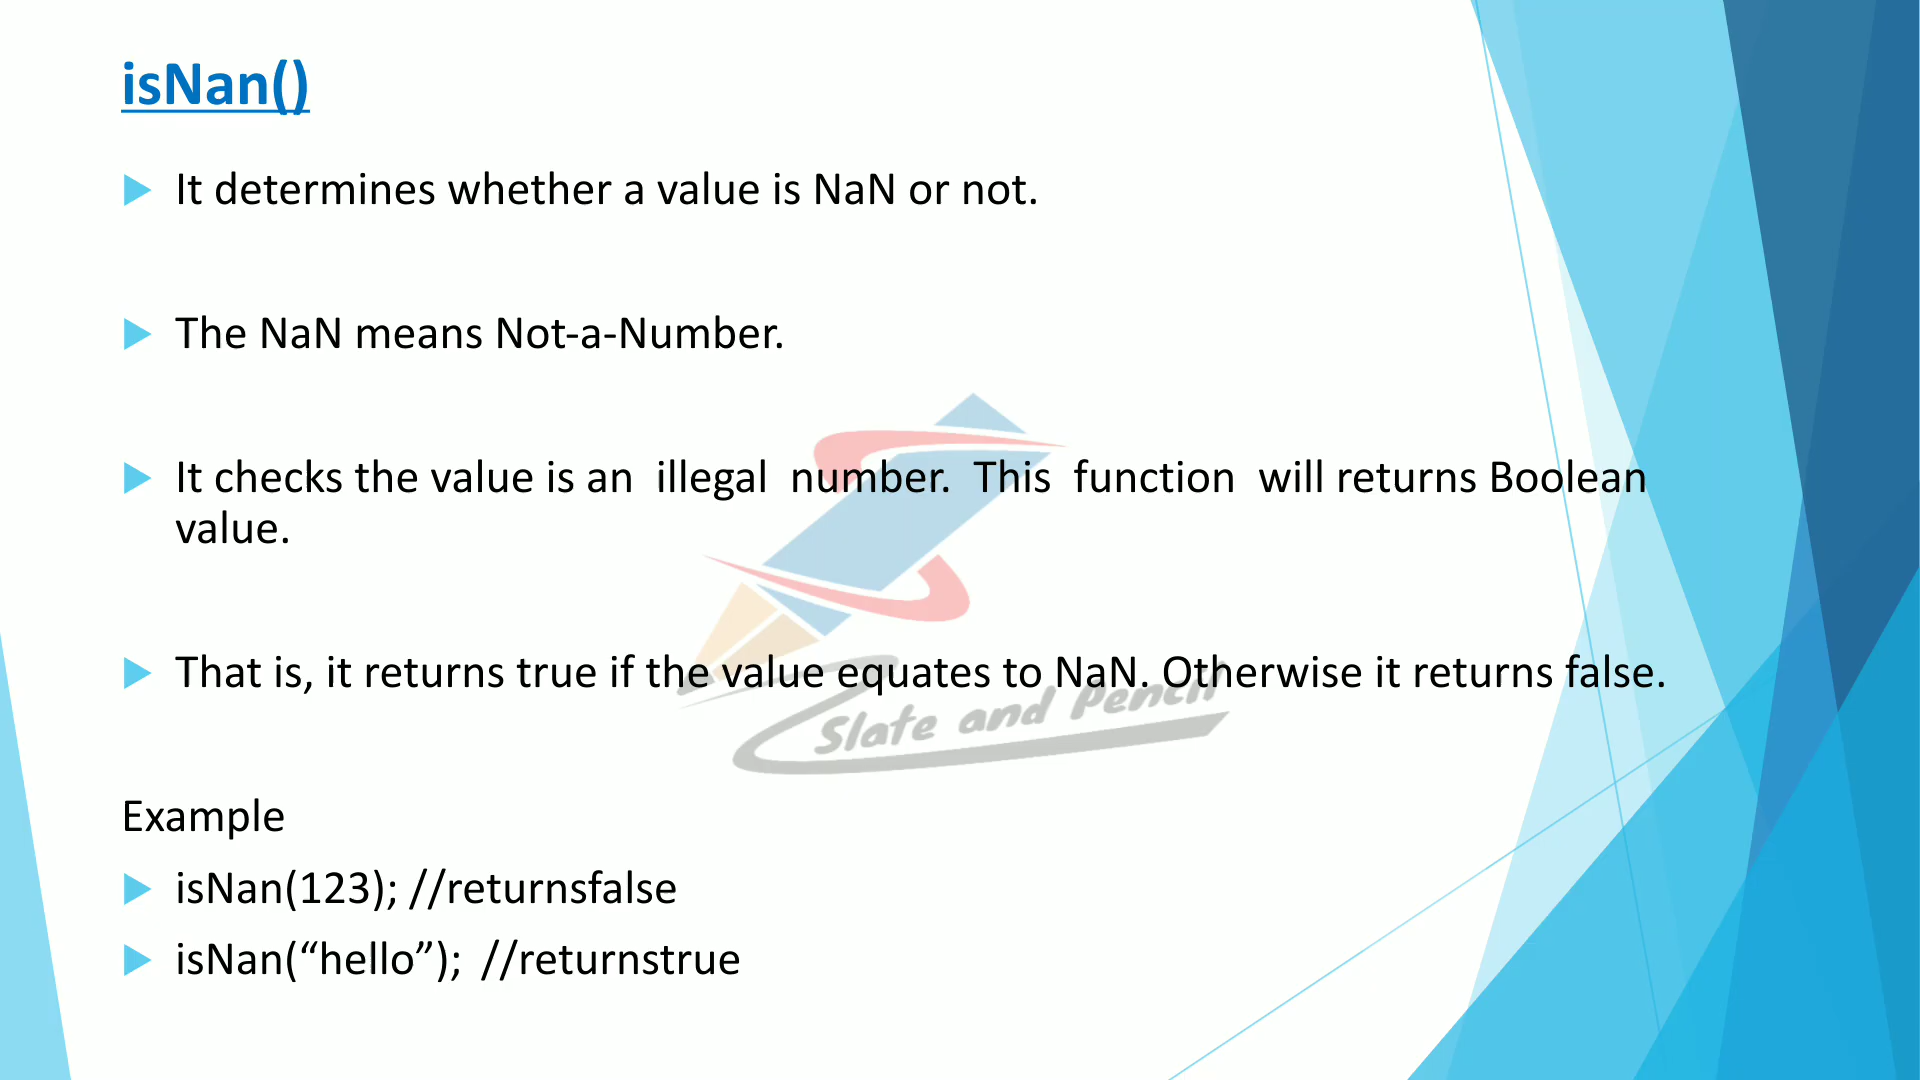 isNan()
It determines whether a value is NaN or not.
The NaN means Not-a-Number.
It checks the value is an illegal number. This function will returns Boolean
value.
That is, it returns true if the value equates to NaN. Otherwise it returns false.
Slate and Pencil
Example
isNan(123); //returnsfalse
isNan(“hello”); //returnstrue